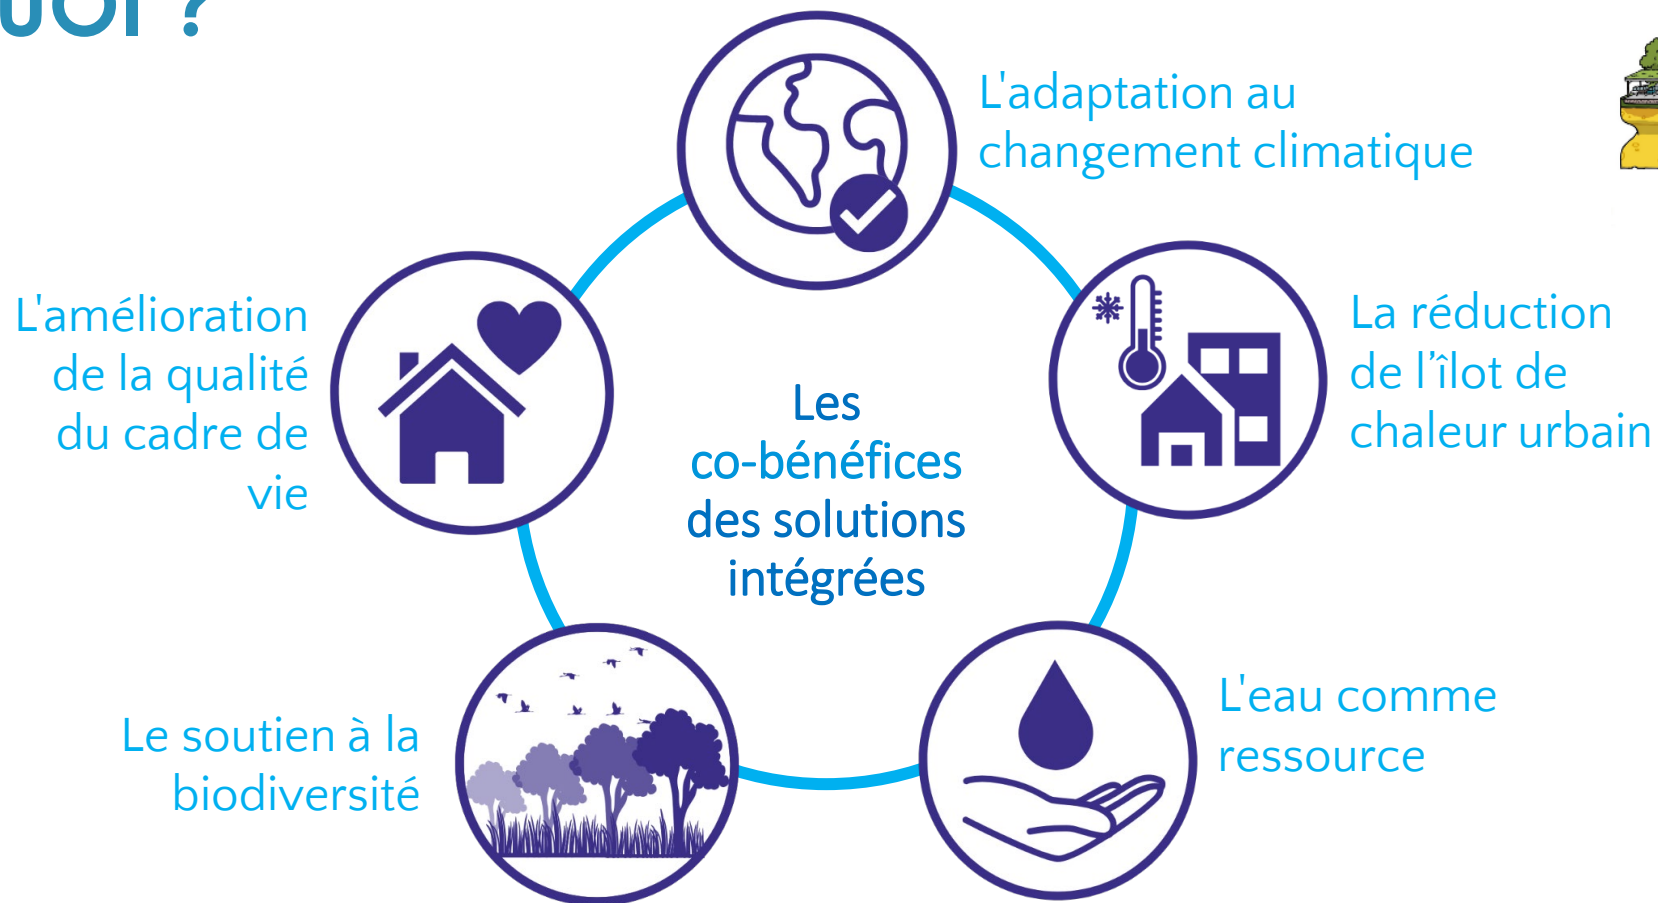 UOI ?
L'adaptation au
changement climatique
La réduction
de l’îlot de
chaleur urbain
L'eau comme
ressource
Le soutien à la
biodiversité
L'amélioration
de la qualité
du cadre de
vie
Les
co-bénéfices
des solutions
intégrées